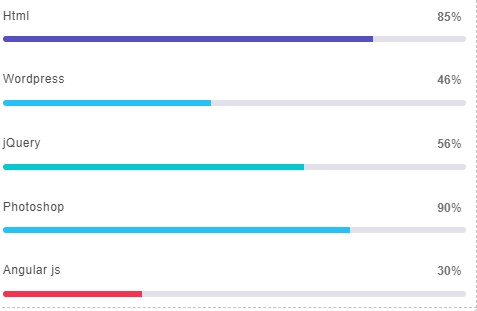 Html 85%
Wordpress 46%
jQuery 56%
Photoshop 90%
Angular js 30%